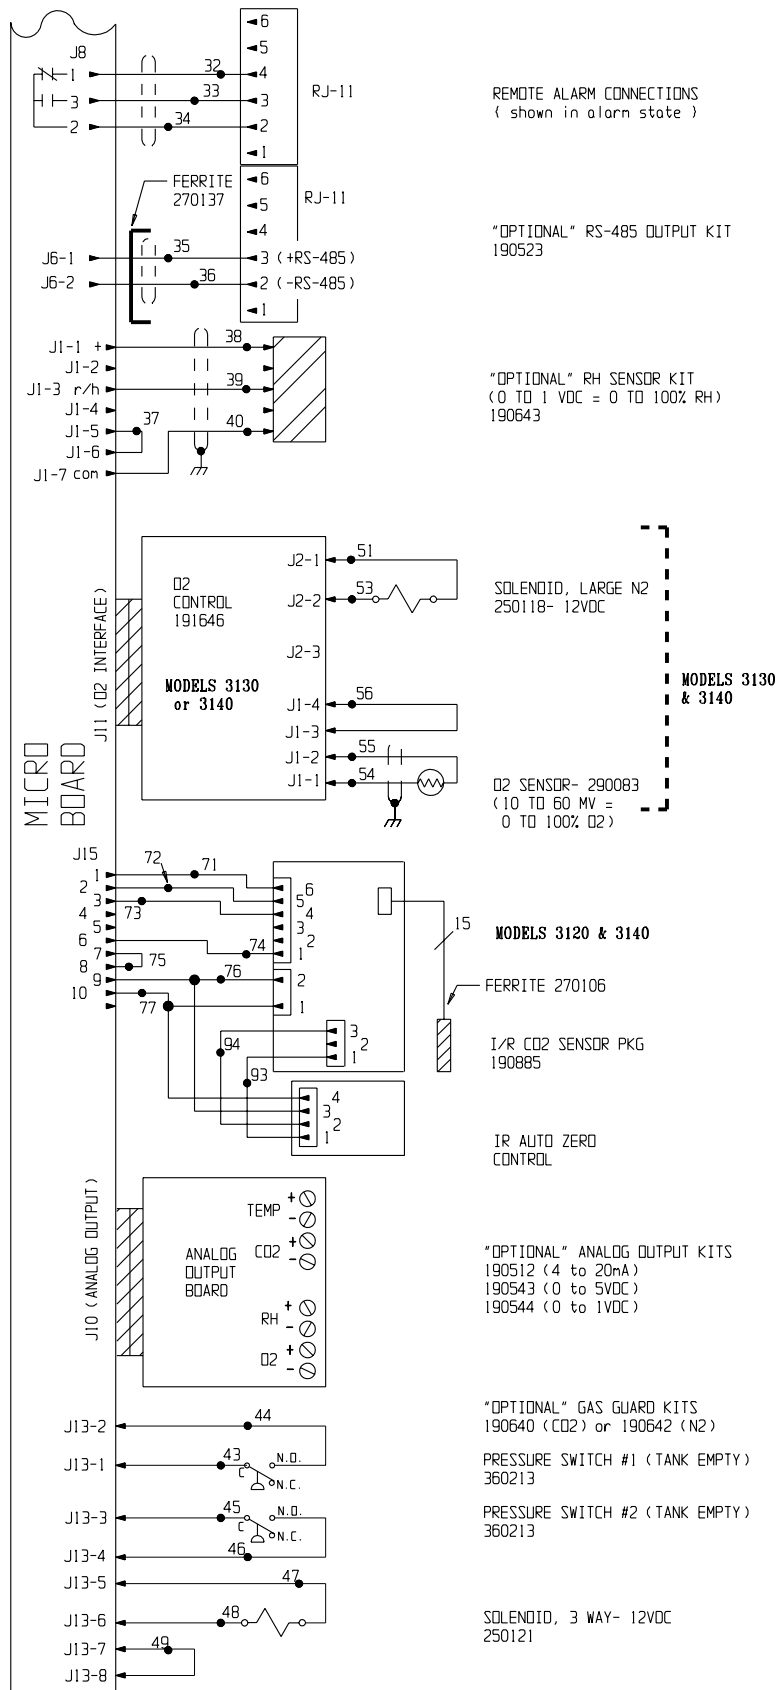 6
J8
5
1 32 4
RJ-11
REMOTE ALARM CONNECTIONS
3 33 3
( shown in alarm state )
2 34 2
1
FERRITE
270137
6
RJ-11
5
4
"OPTIONAL" RS-485 OUTPUT KIT
190523
J6-1 35 3 (+RS-485)
J6-2 36 2 (-RS-485)
1
J1-1 + 38
J1-2
J1-3 r/h 39
J1-4
J1-5 37
J1-6 40
J1-7 com
"OPTIONAL" RH SENSOR KIT
(0 TO 1 VDC = 0 TO 100% RH)
190643
J11 (O2 INTERFACE)
O2
CONTROL
191646
MODELS 3130
or 3140
J2-1 51
J2-2 53
J2-3
J1-4 56
J1-3
J1-2 55
J1-1 54
SOLENOID, LARGE N2
250118- 12VDC
MODELS 3130
& 3140
O2 SENSOR- 290083
(10 TO 60 MV =
0 TO 100% O2)
MICRO
BOARD
J15
1 71 6
2 72 5
3 73 4
4 3
5 2
6 74 1
7 75
8
9 76 2
10 77 1
15
MODELS 3120 & 3140
FERRITE 270106
3
94 2
1
93
I/R CO2 SENSOR PKG
190885
4
3
2
1
IR AUTO ZERO
CONTROL
J10 (ANALOG OUTPUT)
ANALOG
OUTPUT
BOARD
TEMP + -
CO2 + -
RH + -
O2 + -
"OPTIONAL" ANALOG OUTPUT KITS
190512 (4 to 20mA)
190543 (0 to 5VDC)
190544 (0 to 1VDC)
"OPTIONAL" GAS GUARD KITS
190640 (CO2) or 190642 (N2)
J13-2 44
J13-1 43 C N.O.
N.C.
PRESSURE SWITCH #1 (TANK EMPTY)
360213
J13-3 45 C N.O.
N.C.
PRESSURE SWITCH #2 (TANK EMPTY)
360213
J13-4 46
J13-5 47
J13-6 48
SOLENOID, 3 WAY- 12VDC
250121
J13-7 49
J13-8